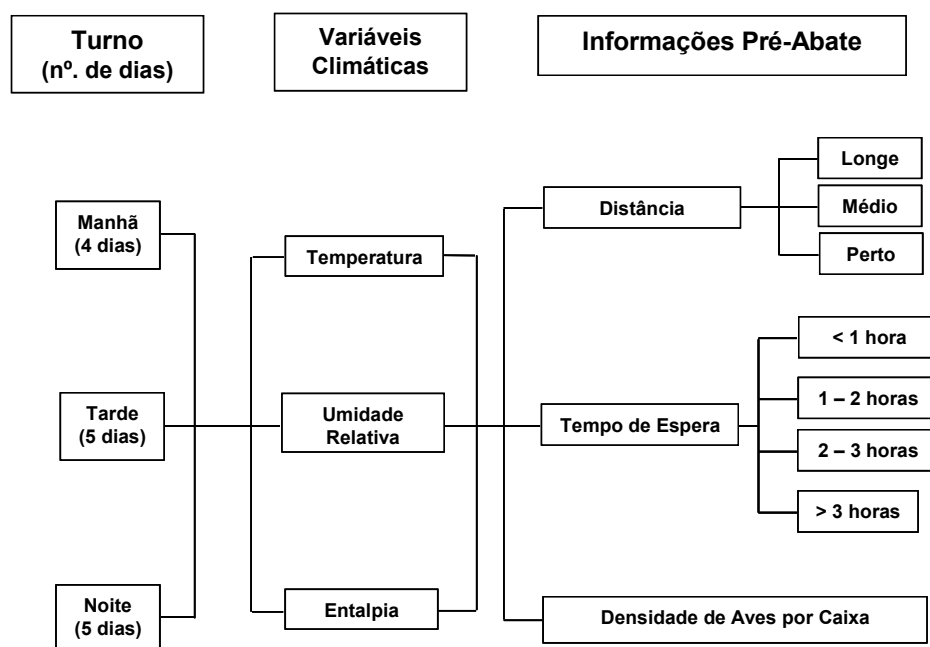 Turno
(nº. de dias)
Variáveis
Climáticas
Informações Pré-Abate
Manhã
(4 dias)
Tarde
(5 dias)
Noite
(5 dias)
Temperatura
Umidade
Relativa
Entalpia
Distância
Longe
Médio
Perto
Tempo de Espera
< 1 hora
1 – 2 horas
2 – 3 horas
> 3 horas
Densidade de Aves por Caixa